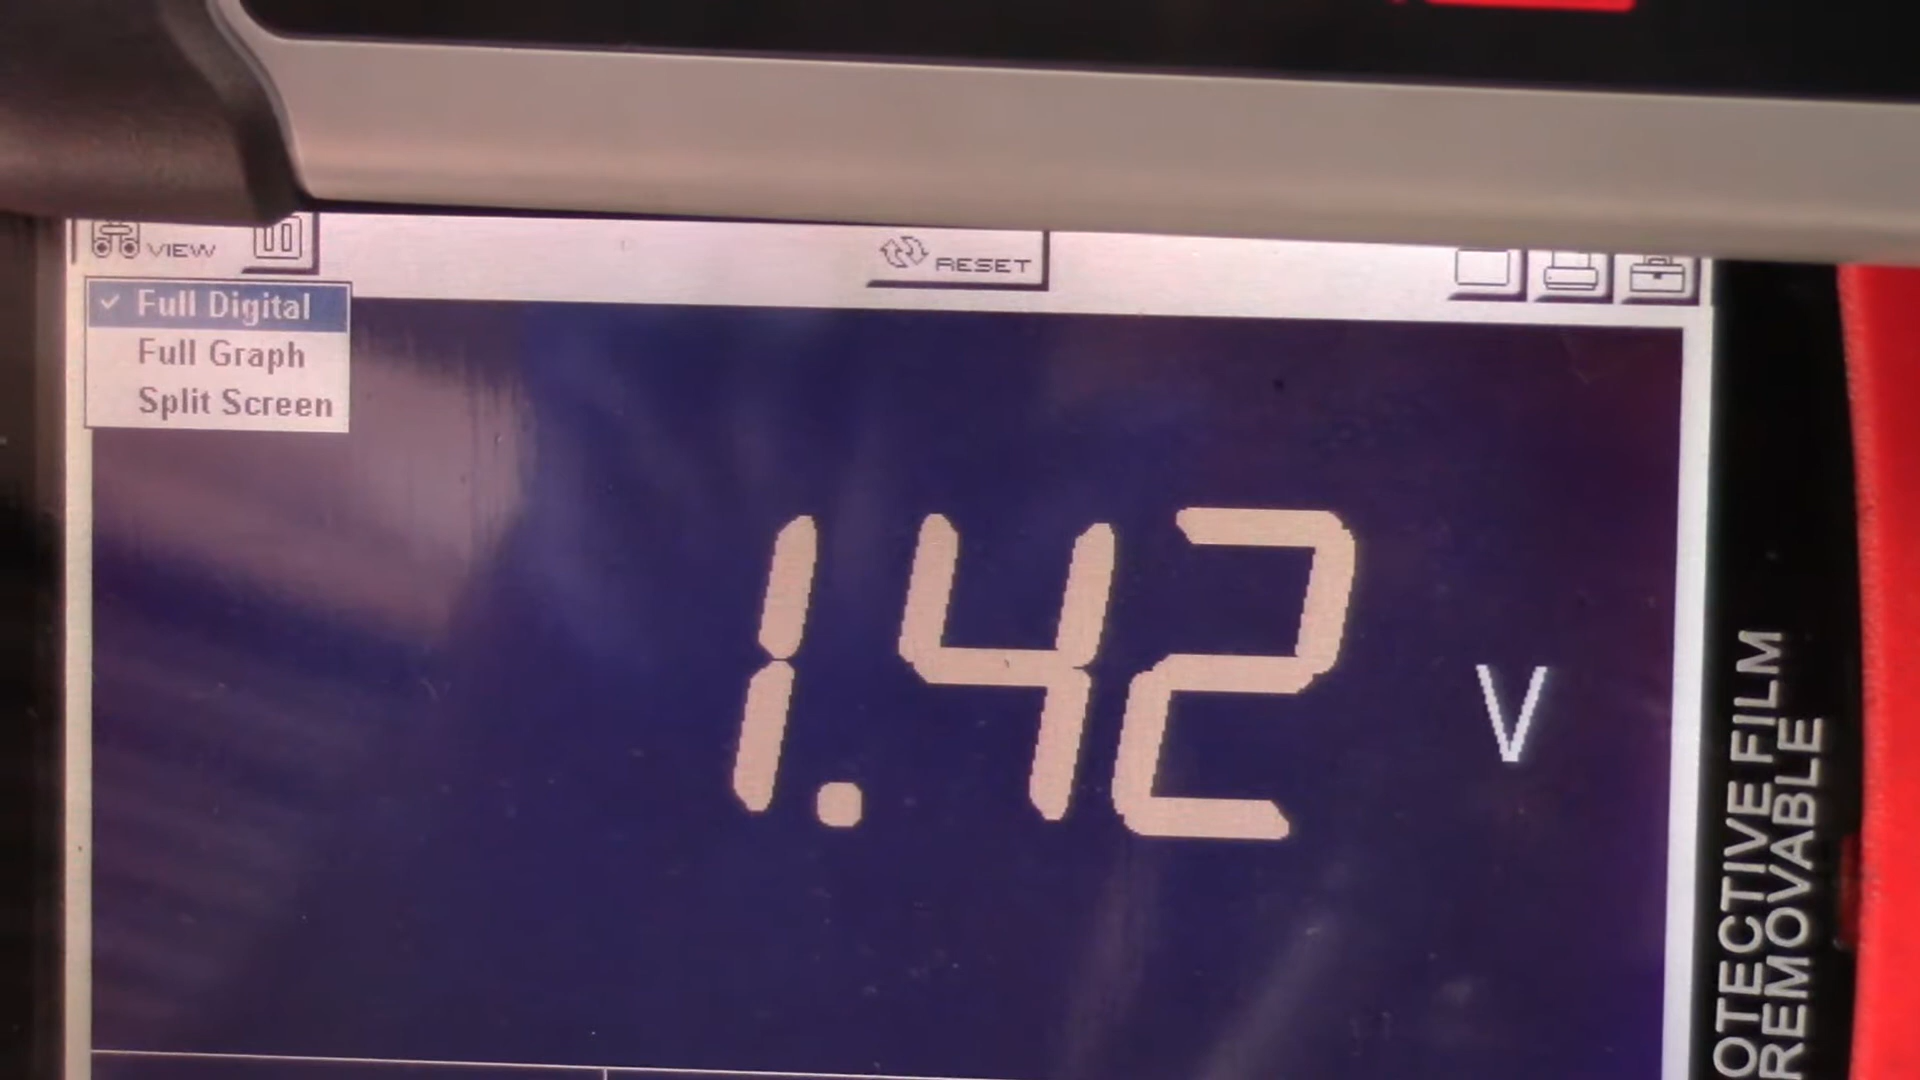 VIEW
RESET
Full Digital
Full Graph
Split Screen
1.42 V
OTECTIVE FILM
REMOVABLE